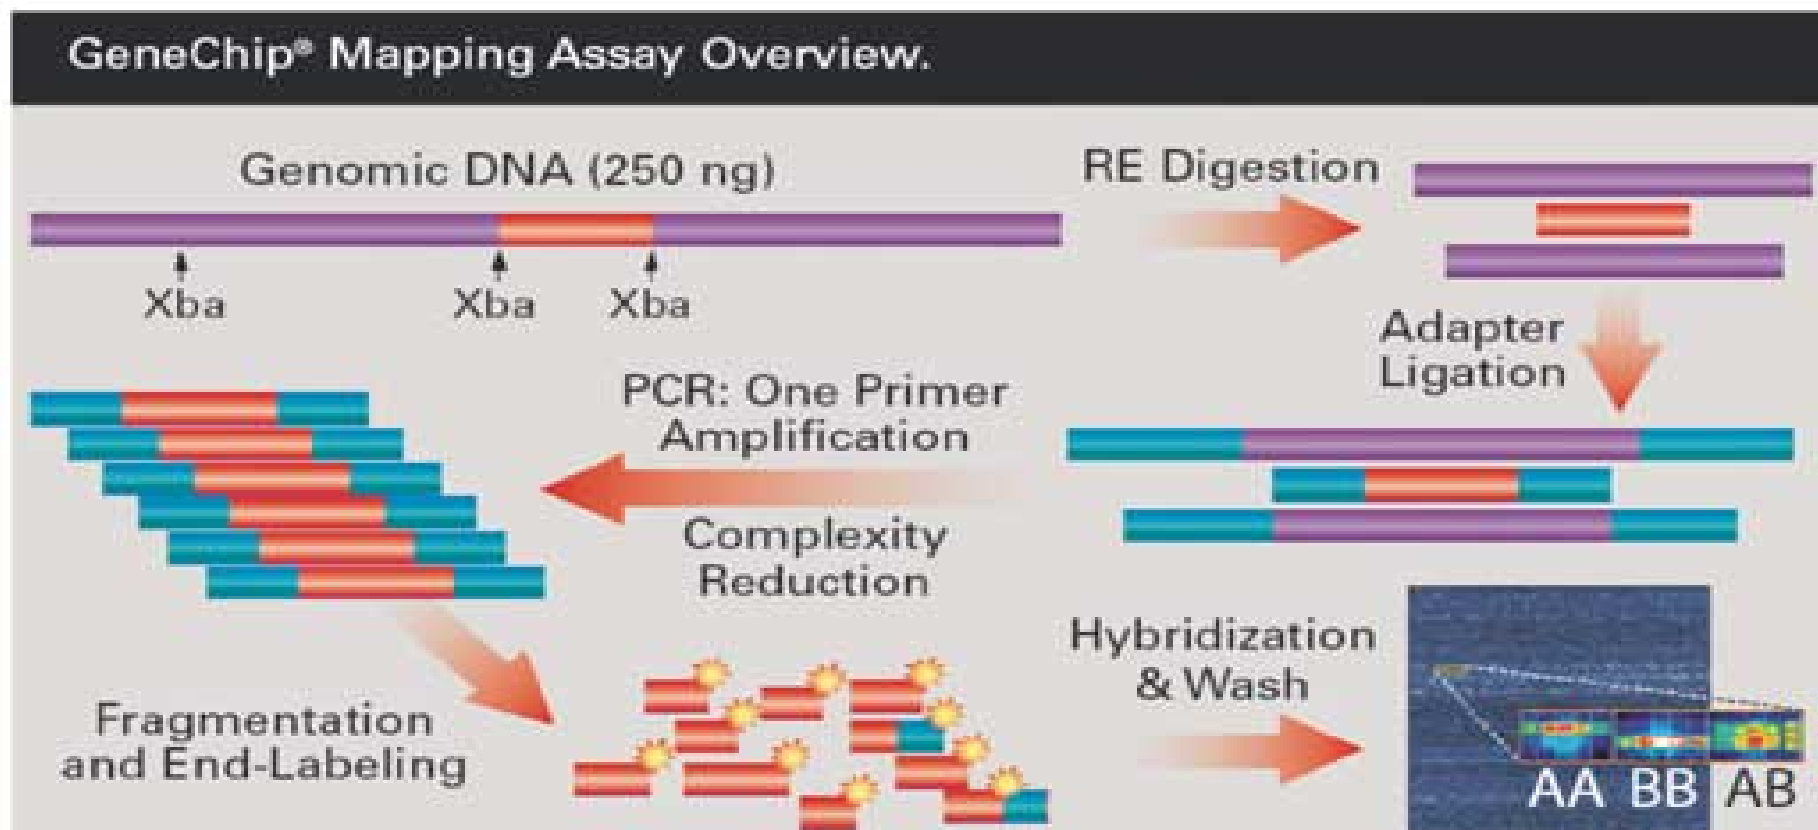 GeneChip® Mapping Assay Overview.
Genomic DNA (250 ng)
Xba
Xba
Xba
RE Digestion
Adapter
Ligation
PCR: One Primer
Amplification
Complexity
Reduction
Fragmentation
and End-Labeling
Hybridization
& Wash
AA BB AB